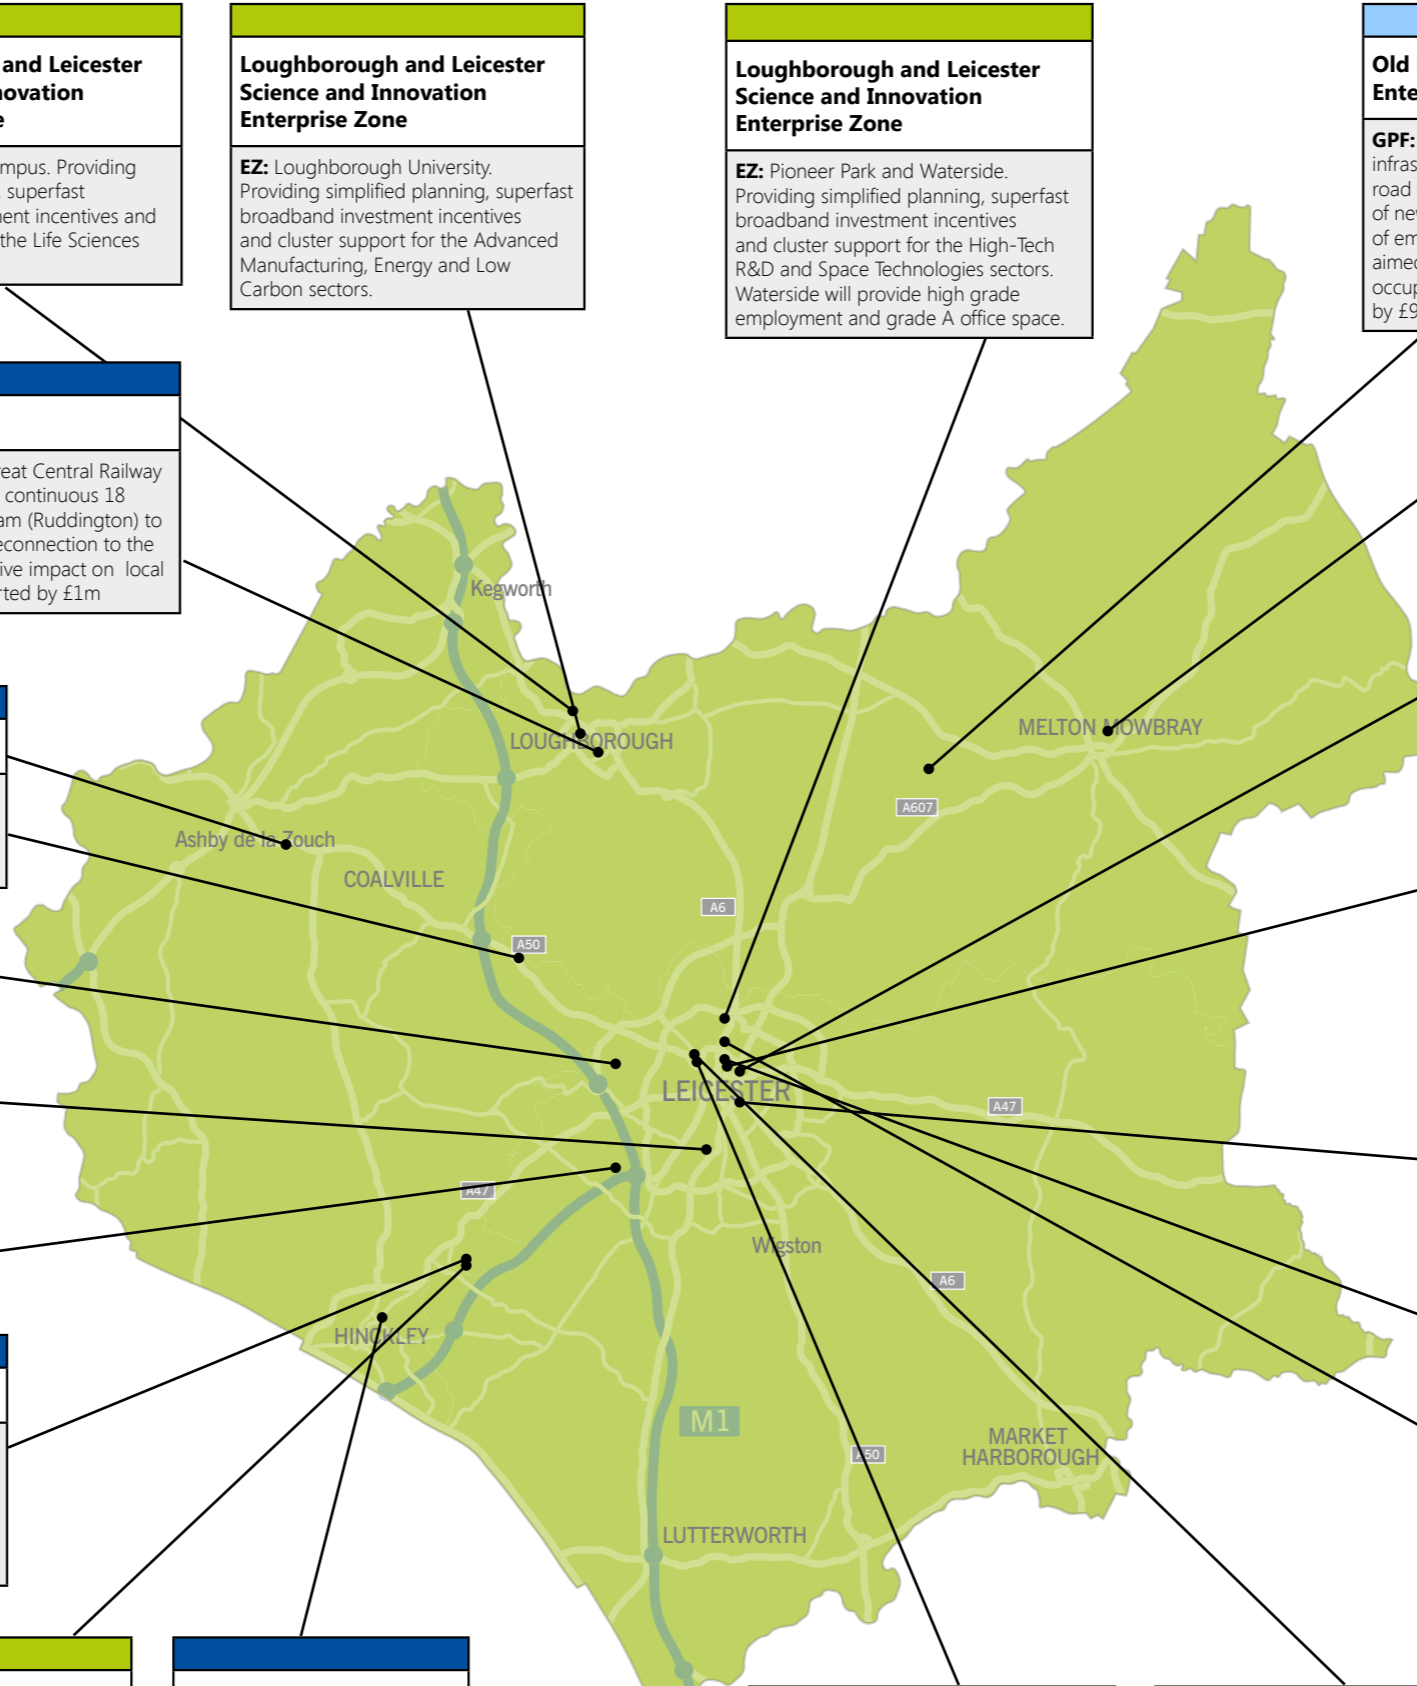 and Leicester
e
mpus. Providing
superfast
ent incentives and
the Life Sciences
Loughborough and Leicester
Science and Innovation
Enterprise Zone
EZ: Loughborough University.
Providing simplified planning, superfast
broadband investment incentives
and cluster support for the Advanced
Manufacturing, Energy and Low
Carbon sectors.
Loughborough and Leicester
Science and Innovation
Enterprise Zone
EZ: Pioneer Park and Waterside.
Providing simplified planning, superfast
broadband investment incentives
and cluster support for the High-Tech
R&D and Space Technologies sectors.
Waterside will provide high grade
employment and grade A office space.
Old
Ente
GPF:
infras
road
of ne
of em
aimed
occup
by £9
reat Central Railway
continuous 18
am (Ruddington) to
econnection to the
ive impact on local
rted by £1m
Kegworth
LOUGHBOROUGH
MELTON MOWBRAY
A607
Ashby de la Zouch
COALVILLE
A6
A50
LEICESTER
A47
A47
Wigston
A6
HINCKLEY
M1
A50
MARKET
HARBOROUGH
LUTTERWORTH